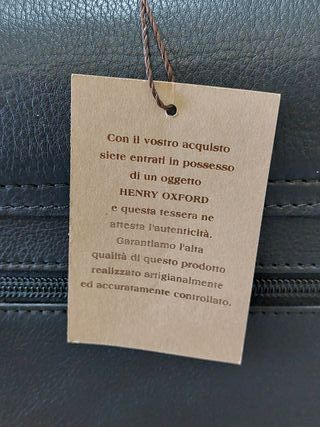 Con il vostro acquisto
siete entrati in possesso
di un oggetto
HENRY OXFORD
e questa tessera ne
attesta l'autenticità.
Garantiamo l'alta
qualità di questo prodotto
realizzato artigianalmente
ed accuratamente controllato.